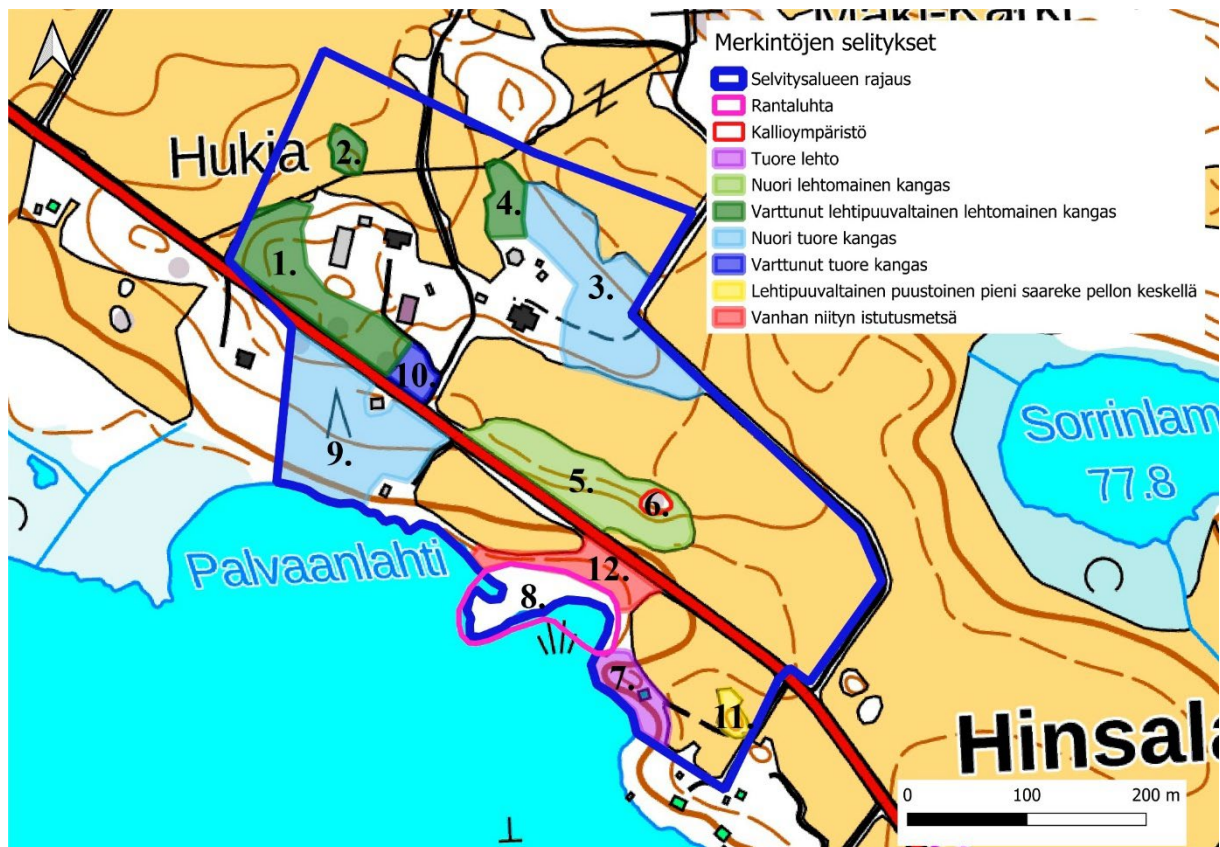 Mäki-Kärki
Merkintöjen selitykset
Selvitysalueen rajaus
Rantaluhta
Kallioympäristö
Tuore lehto
Nuori lehtomainen kangas
Varttunut lehtipuuvaltainen lehtomainen kangas
Nuori tuore kangas
Varttunut tuore kangas
Lehtipuuvaltainen puustoinen pieni saareke pellon keskellä
Vanhan niityn istutusmetsä
Hukia
2.
4.
1.
3.
10.
9.
5.
6.
Sorrinlam
77.8
Palvaanlahti
12.
8.
7.
11.
Hinsala
0 100 200 m